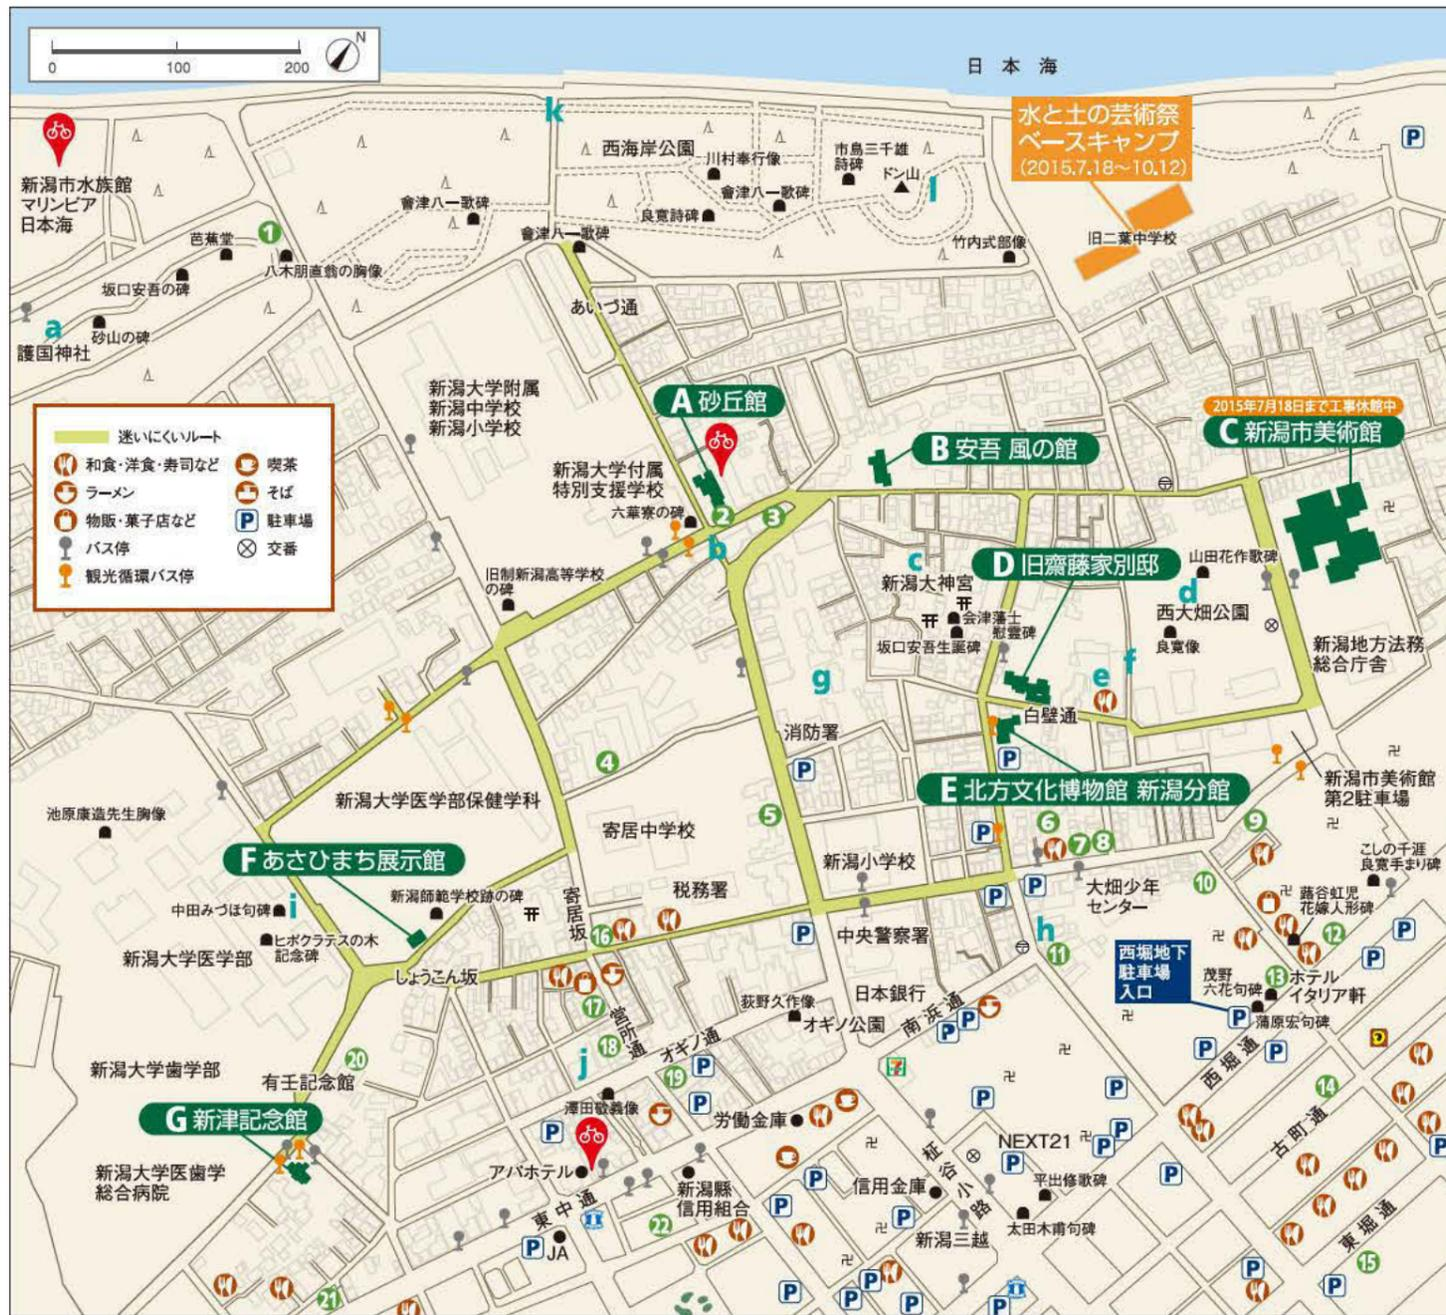 N
0 100 200
日本海
水と土の芸術祭
ベースキャンプ
(2015.7.18〜10.12)
P
k
西海岸公園
川村奉行像
市島三千雄
詩碑
ドン山
l
會津八一歌碑
會津八一歌碑
良寛詩碑
會津八一歌碑
竹内式部像
旧二葉中学校
新潟市水族館
マリンピア
日本海
芭蕉堂
1
八木朋直翁の胸像
坂口安吾の碑
a
砂山の碑
護国神社
あいづ通
新潟大学附属
新潟中学校
新潟小学校
A 砂丘館
B 安吾 風の館
2015年7月18日まで工事休館中
C 新潟市美術館
迷いにくいルート
和食・洋食・寿司など
喫茶
ラーメン
そば
物販・菓子店など
P 駐車場
バス停
交番
観光循環バス停
新潟大学付属
特別支援学校
六華寮の碑
2
3
b
旧制新潟高等学校
の碑
c
新潟大神宮
D 旧齋藤家別邸
会津藩士
慰霊碑
坂口安吾生誕碑
山田花作歌碑
d
西大畑公園
良寛像
新潟地方法務
総合庁舎
g
e
f
白壁通
消防署
P
P
4
新潟大学医学部保健学科
寄居中学校
5
E 北方文化博物館 新潟分館
新潟市美術館
第2駐車場
池原康造先生胸像
F あさひまち展示館
新潟師範学校跡の碑
中田みづほ句碑
i
ヒポクラテスの木
記念碑
新潟大学医学部
しょうこん坂
寄居坂
税務署
新潟小学校
P
6
7
8
9
大畑少年
センター
10
こしの千涯
良寛手まり碑
蕗谷虹児
花嫁人形碑
12
16
P
中央警察署
P
P
h
11
西堀地下
駐車場
入口
13
ホテル
イタリア軒
茂野
六花句碑
蒲原宏句碑
P
P
P
17
営所通
18
j
オギノ通
19
荻野久作像
オギノ公園
日本銀行
南浜通
P
P
7
西堀通
P
P
14
古町通
新潟大学歯学部
20
有壬記念館
G 新津記念館
新潟大学医歯学
総合病院
澤田敬義像
P
P
P
労働金庫
アパホテル
東中通
JA
P
新潟縣
信用組合
22
P
P
信用金庫
P
柾谷小路
NEXT21
P
P
P
P
P
P
平出修歌碑
太田木甫句碑
新潟三越
東堀通
15
21
P
P
P
P
P
P
P
P